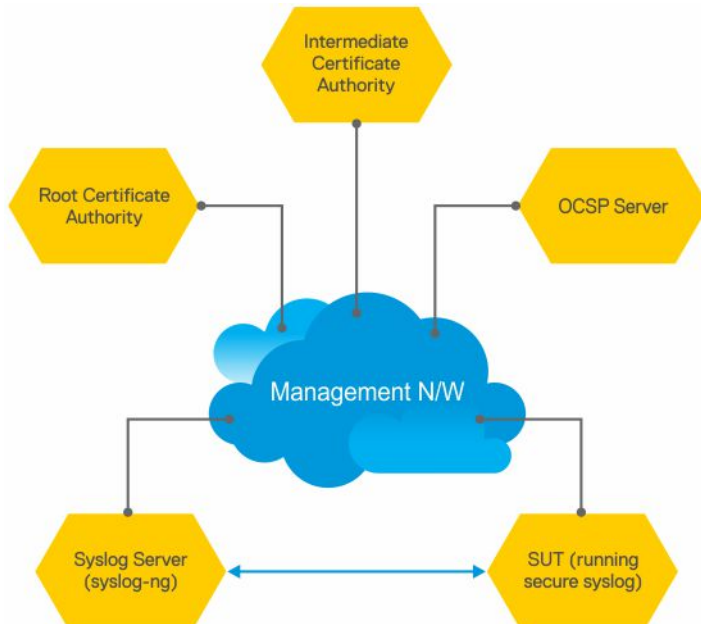 Intermediate
Certificate
Authority
Root Certificate
Authority
OCSP Server
Management N/W
Syslog Server
(syslog-ng)
SUT (running
secure syslog)